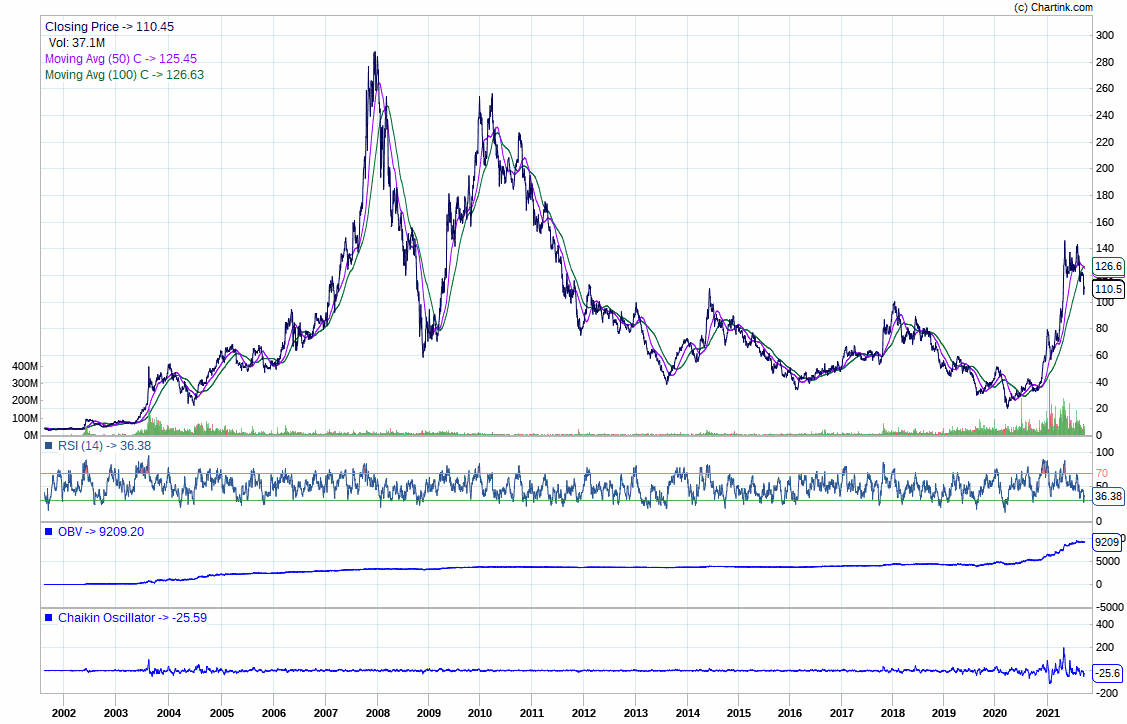 (c) Chartink.com
Closing Price -> 110.45
Vol: 37.1M
Moving Avg (50) C -> 125.45
Moving Avg (100) C -> 126.63
300
280
260
240
220
200
180
160
140
126.6
110.5
100
80
60
40
20
0
400M
300M
200M
100M
0M
RSI (14) -> 36.38
100
70
50
36.38
0
OBV -> 9209.20
9209
5000
0
-5000
Chaikin Oscillator -> -25.59
400
200
-25.6
-200
2002 2003 2004 2005 2006 2007 2008 2009 2010 2011 2012 2013 2014 2015 2016 2017 2018 2019 2020 2021